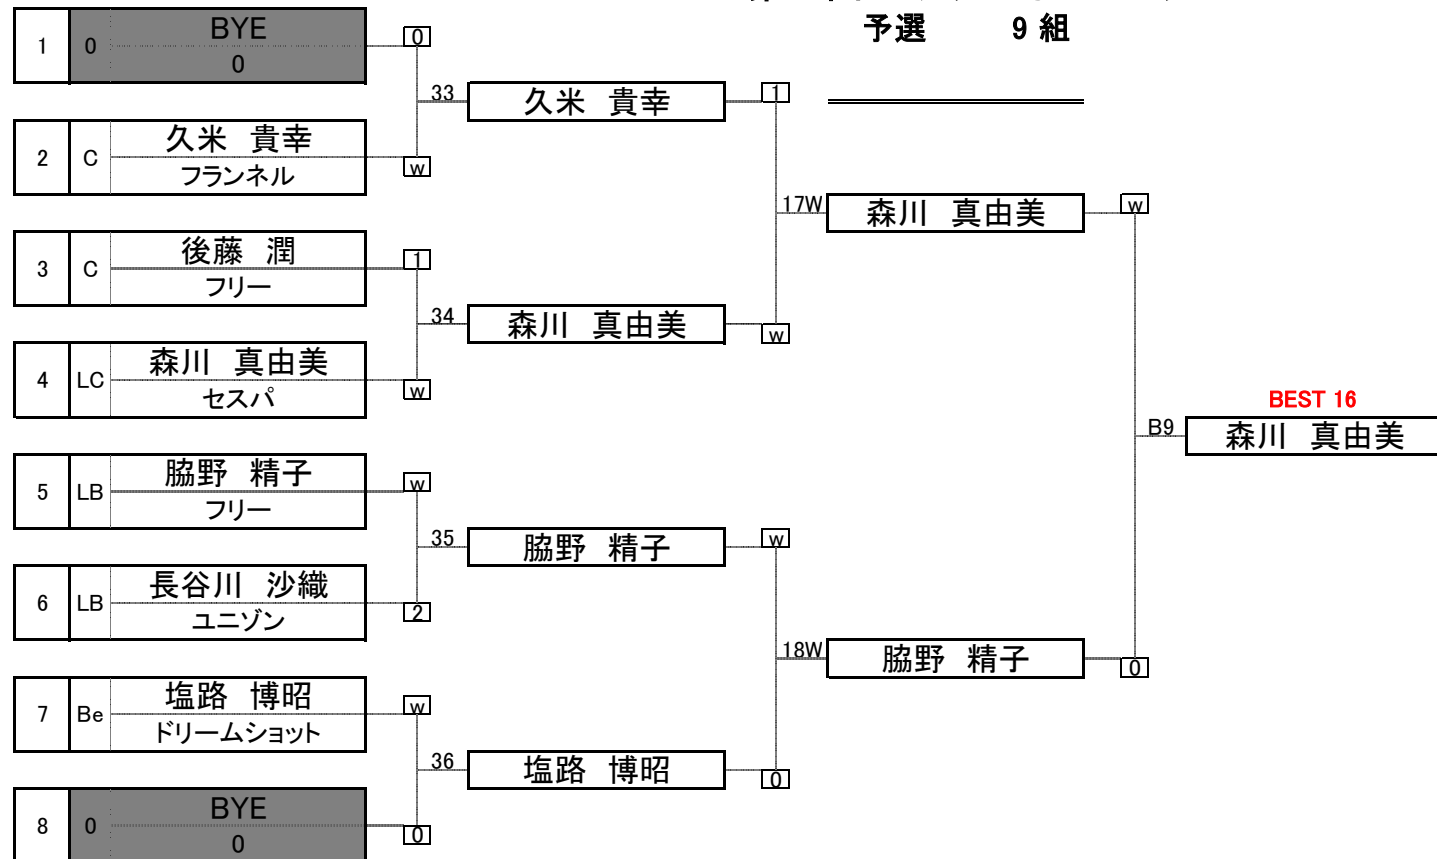 予選 9 組
1 0 BYE 0
0
33 久米 貴幸 1
2 C 久米 貴幸 w
フランネル
17W 森川 真由美 w
3 C 後藤 潤 1
フリー
34 森川 真由美 w
4 LC 森川 真由美 w
セスパ
BEST 16
B9 森川 真由美
5 LB 脇野 精子 w
フリー
35 脇野 精子 w
6 LB 長谷川 沙織 2
ユニゾン
18W 脇野 精子 0
7 Be 塩路 博昭 w
ドリームショット
36 塩路 博昭 0
8 0 BYE 0
0